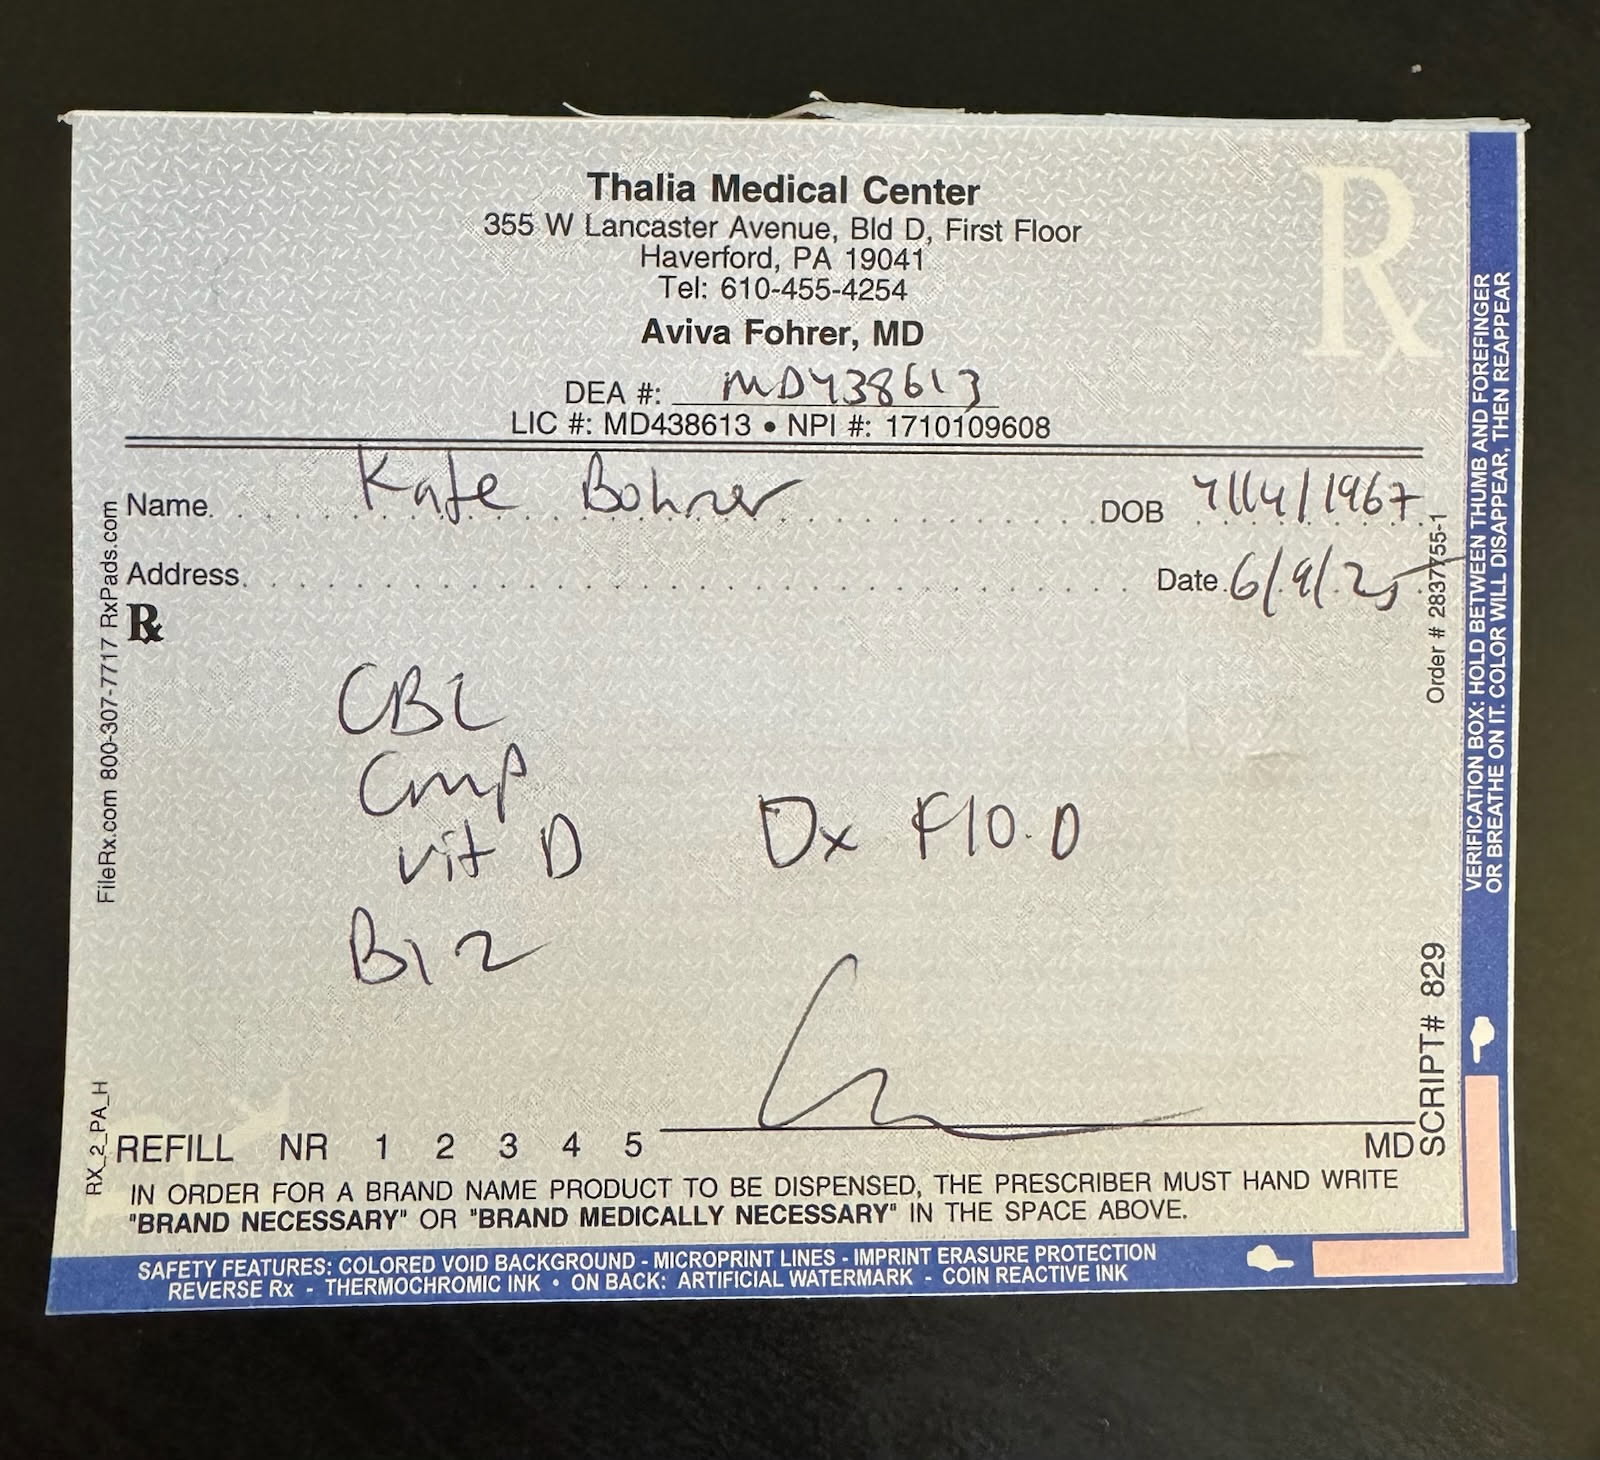 Thalia Medical Center
355 W Lancaster Avenue, Bld D, First Floor
Haverford, PA 19041
Tel: 610-455-4254
Aviva Fohrer, MD
DEA #: MD438613
LIC #: MD438613 • NPI #: 1710109608
Name Kate Bohrer DOB 4/14/1967
Address Date 6/9/25
Rx
CBC
CMP
Vit D Dx F10.0
B12
REFILL NR 1 2 3 4 5 MD
IN ORDER FOR A BRAND NAME PRODUCT TO BE DISPENSED, THE PRESCRIBER MUST HAND WRITE
"BRAND NECESSARY" OR "BRAND MEDICALLY NECESSARY" IN THE SPACE ABOVE.
SAFETY FEATURES: COLORED VOID BACKGROUND - MICROPRINT LINES - IMPRINT ERASURE PROTECTION
REVERSE Rx - THERMOCHROMIC INK • ON BACK: ARTIFICIAL WATERMARK - COIN REACTIVE INK
FileRx.com 800-307-7717 RxPads.com
RX_2_PA_H
Rx
Order # 2837755-1
SCRIPT# 829
VERIFICATION BOX: HOLD BETWEEN THUMB AND FOREFINGER
OR BREATHE ON IT. COLOR WILL DISAPPEAR, THEN REAPPEAR